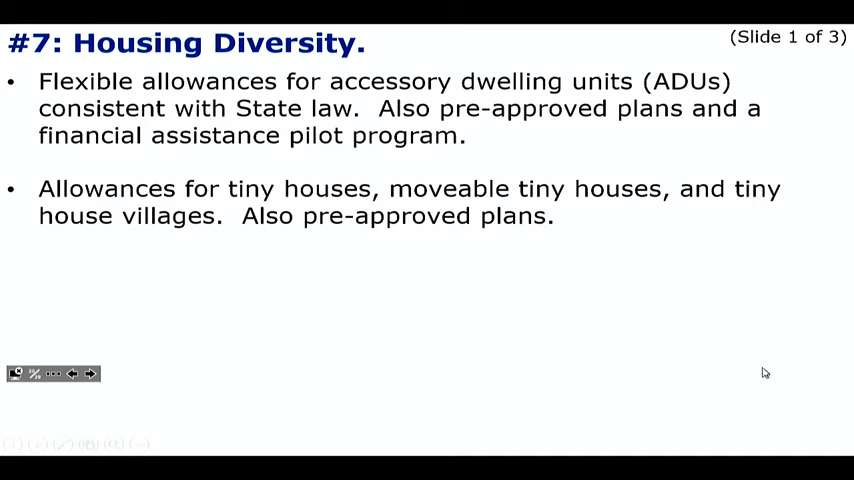 #7: Housing Diversity.
(Slide 1 of 3)
• Flexible allowances for accessory dwelling units (ADUs)
consistent with State law. Also pre-approved plans and a
financial assistance pilot program.
• Allowances for tiny houses, moveable tiny houses, and tiny
house villages. Also pre-approved plans.